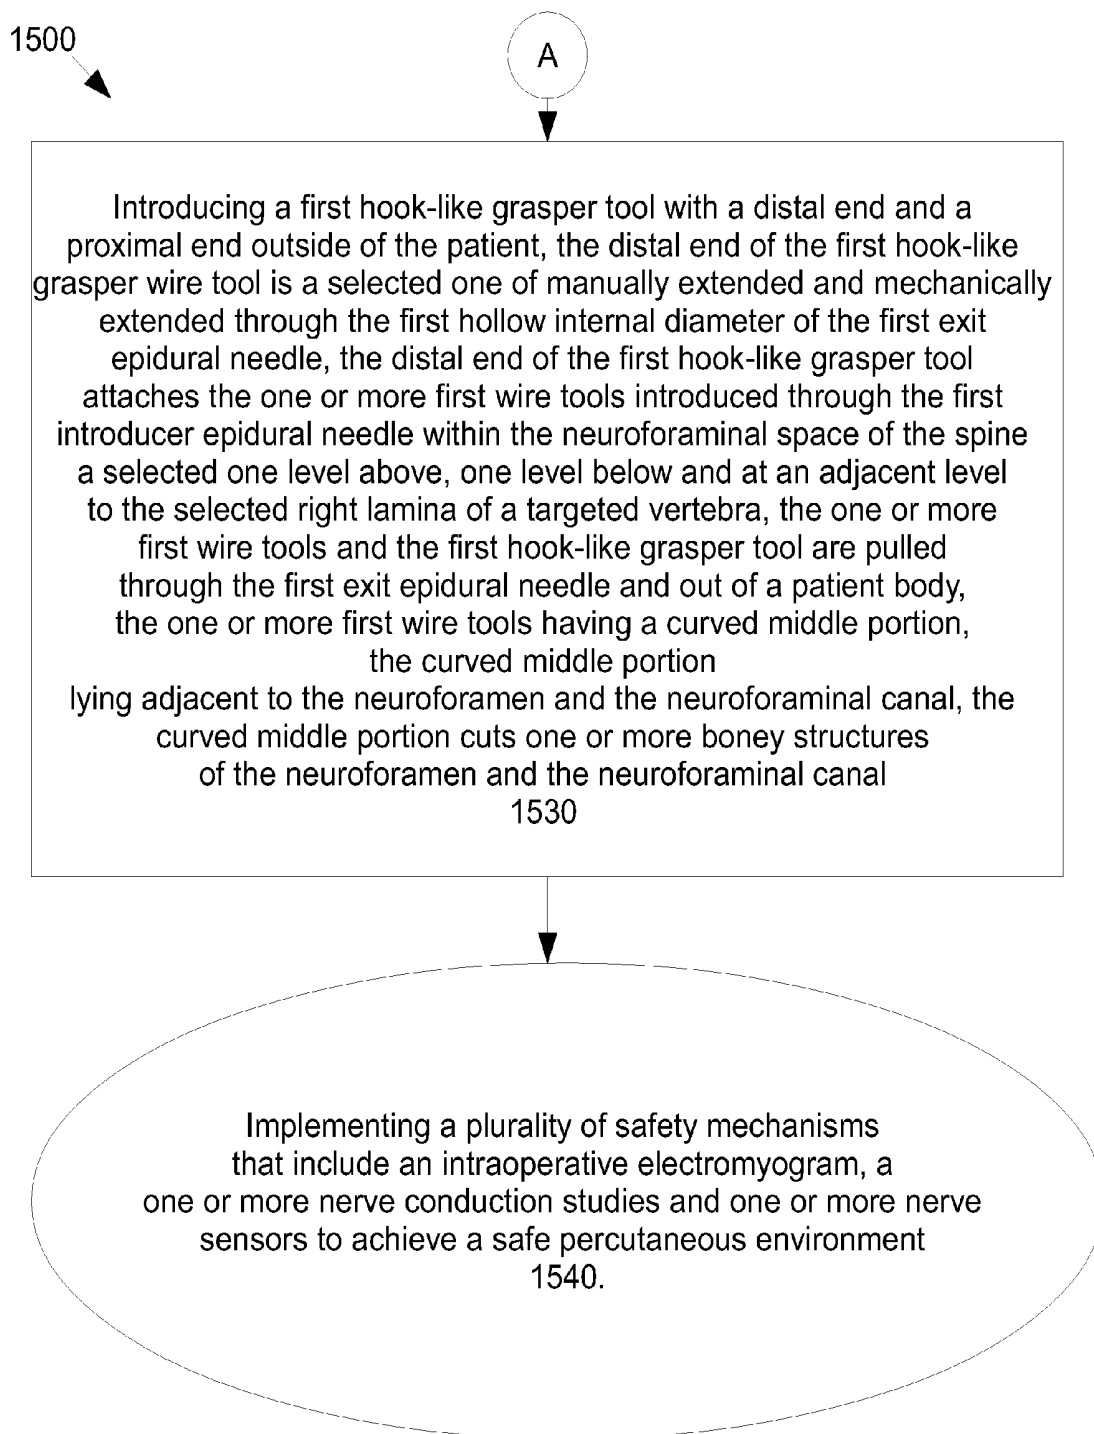 1500
A
Introducing a first hook-like grasper tool with a distal end and a
proximal end outside of the patient, the distal end of the first hook-like
grasper wire tool is a selected one of manually extended and mechanically
extended through the first hollow internal diameter of the first exit
epidural needle, the distal end of the first hook-like grasper tool
attaches the one or more first wire tools introduced through the first
introducer epidural needle within the neuroforaminal space of the spine
a selected one level above, one level below and at an adjacent level
to the selected right lamina of a targeted vertebra, the one or more
first wire tools and the first hook-like grasper tool are pulled
through the first exit epidural needle and out of a patient body,
the one or more first wire tools having a curved middle portion,
the curved middle portion
lying adjacent to the neuroforamen and the neuroforaminal canal, the
curved middle portion cuts one or more boney structures
of the neuroforamen and the neuroforaminal canal
1530
Implementing a plurality of safety mechanisms
that include an intraoperative electromyogram, a
one or more nerve conduction studies and one or more nerve
sensors to achieve a safe percutaneous environment
1540.